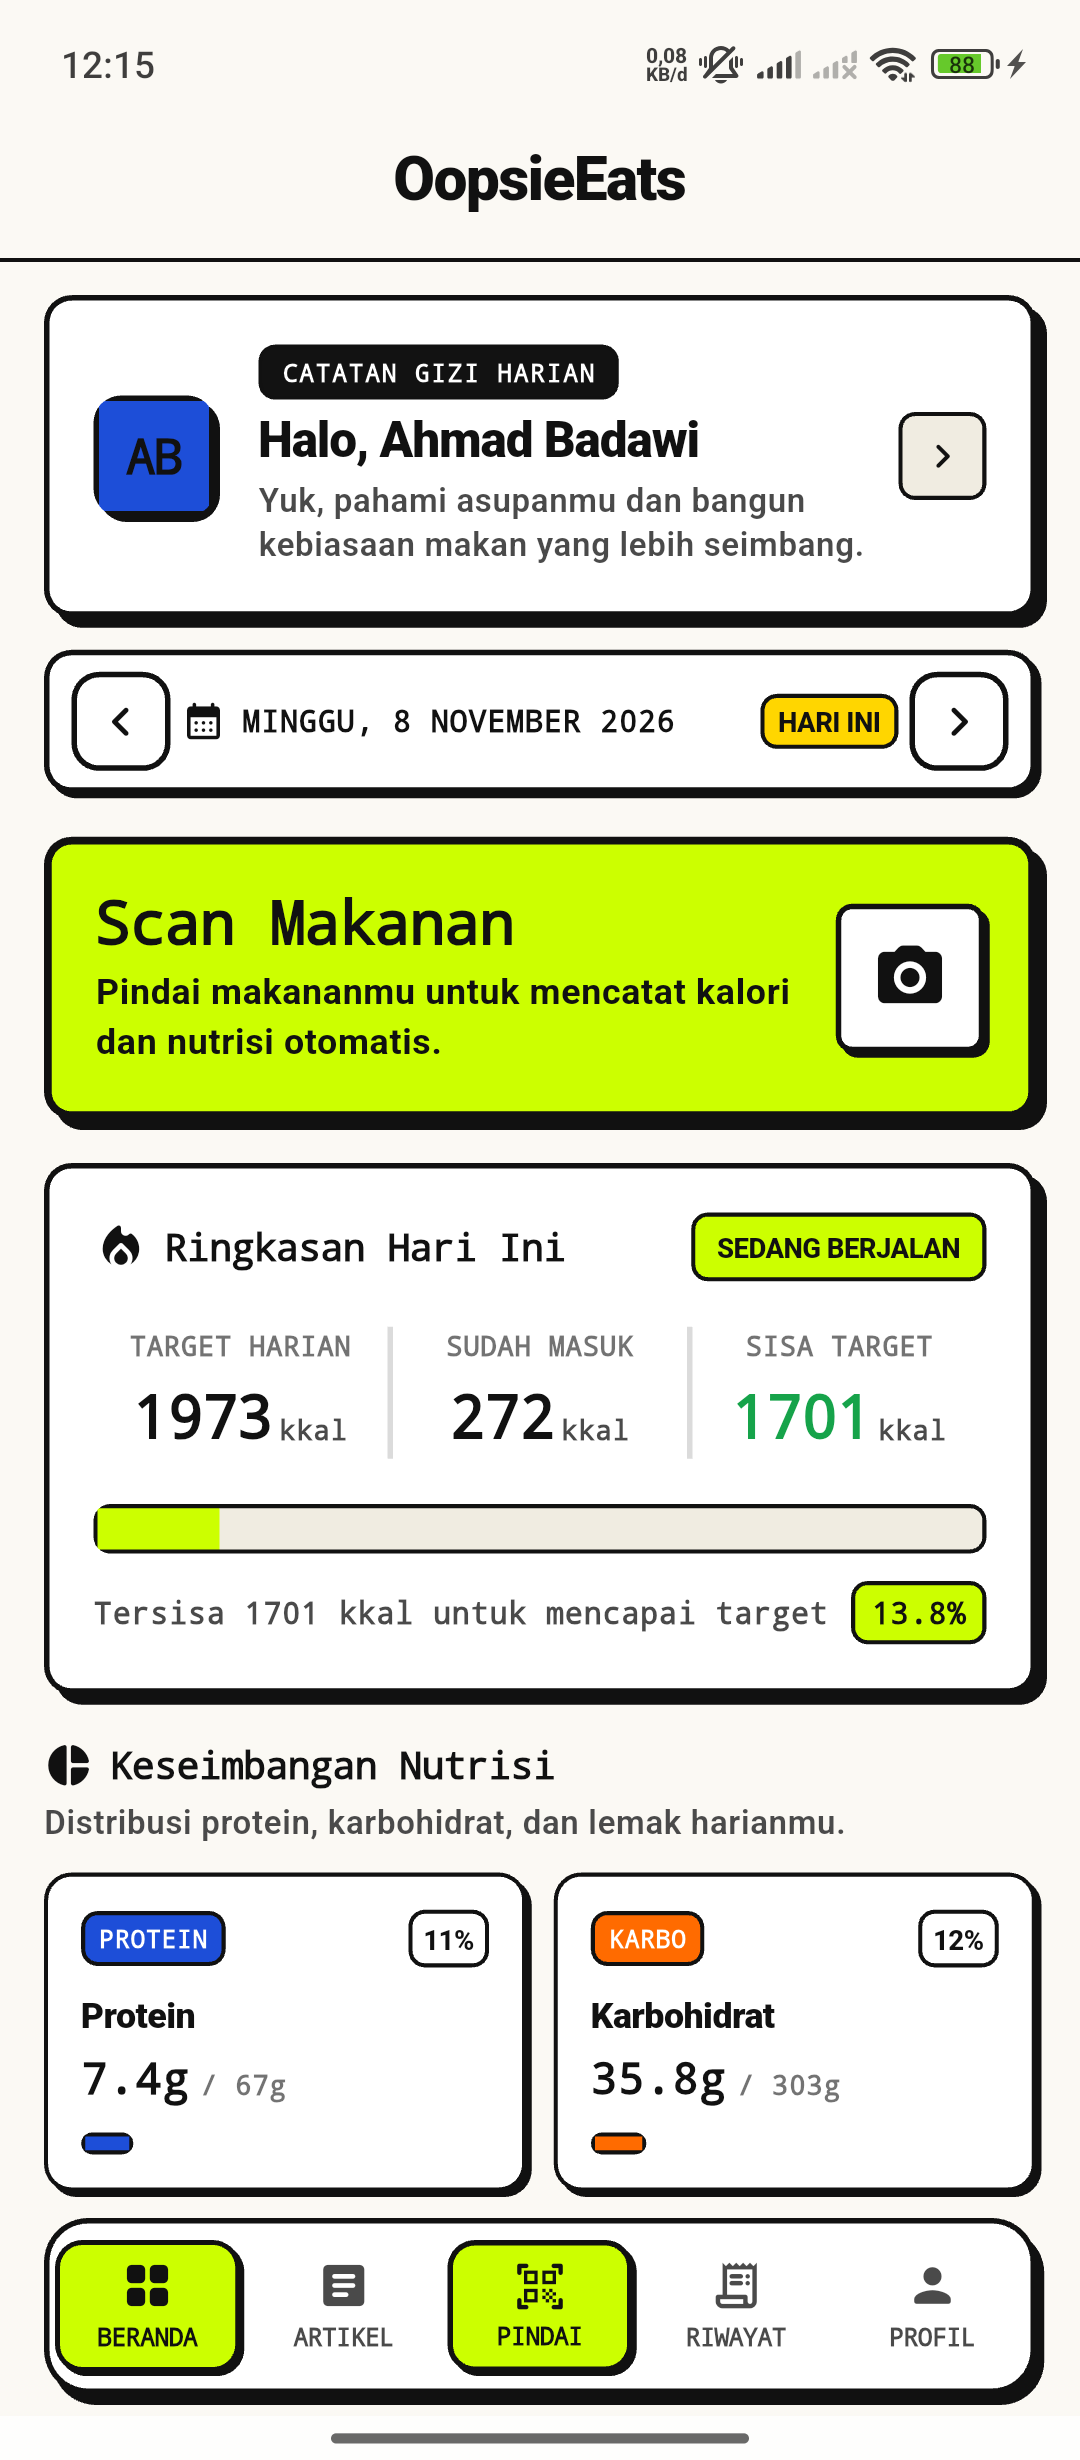 12:15
0,08
KB/d
88
OopsieEats
CATATAN GIZI HARIAN
AB
Halo, Ahmad Badawi
Yuk, pahami asupanmu dan bangun
kebiasaan makan yang lebih seimbang.
MINGGU, 8 NOVEMBER 2026
HARI INI
Scan Makanan
Pindai makananmu untuk mencatat kalori
dan nutrisi otomatis.
Ringkasan Hari Ini
SEDANG BERJALAN
TARGET HARIAN
1973 kkal
SUDAH MASUK
272 kkal
SISA TARGET
1701 kkal
Tersisa 1701 kkal untuk mencapai target
13.8%
Keseimbangan Nutrisi
Distribusi protein, karbohidrat, dan lemak harianmu.
PROTEIN
11%
Protein
7.4g / 67g
KARBO
12%
Karbohidrat
35.8g / 303g
BERANDA
ARTIKEL
PINDAI
RIWAYAT
PROFIL